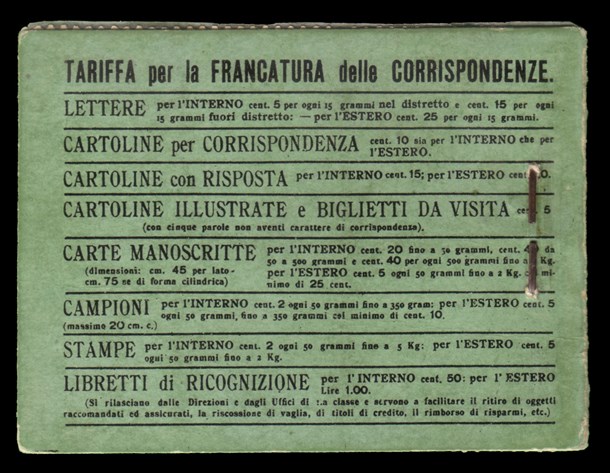 TARIFFA per la FRANCATURA delle CORRISPONDENZE.
LETTERE per l'INTERNO cent. 5 per ogni 15 grammi nel distretto e cent. 15 per ogni
15 grammi fuori distretto: — per l'ESTERO cent. 25 per ogni 15 grammi.
CARTOLINE per CORRISPONDENZA cent. 10 sia per l'INTERNO che per
l'ESTERO.
CARTOLINE con RISPOSTA per l'INTERNO cent. 15; per l'ESTERO cent.
CARTOLINE ILLUSTRATE e BIGLIETTI DA VISITA cent. 5
(con cinque parole non aventi carattere di corrispondenza).
CARTE MANOSCRITTE per l'INTERNO cent. 20 fino a 50 grammi, cent. da
(dimensioni: cm. 45 per lato- 50 a 500 grammi e cent. 40 per ogni 500 grammi fino a Kg.
cm. 75 se di forma cilindrica) per l'ESTERO cent. 5 ogni 50 grammi fino a 2 Kg. mi-
nimo di 25 cent.
CAMPIONI per l'INTERNO cent. 2 ogni 50 grammi fino a 350 gram: per l'ESTERO cent. 5
(massimo 20 cm. c.) ogni 50 grammi, fino a 350 grammi col minimo di cent. 10.
STAMPE per l'INTERNO cent. 2 ogni 50 grammi fino a 5 Kg: per l'ESTERO cent. 5
ogni 50 grammi fino a 2 Kg.
LIBRETTI di RICOGNIZIONE per l'INTERNO cent. 50: per l'ESTERO
Lire 1.00.
(Si rilasciano dalle Direzioni e dagli Uffici di 1.a classe e servono a facilitare il ritiro di oggetti
raccomandati ed assicurati, la riscossione di vaglia, di titoli di credito, il rimborso di risparmi, etc.)